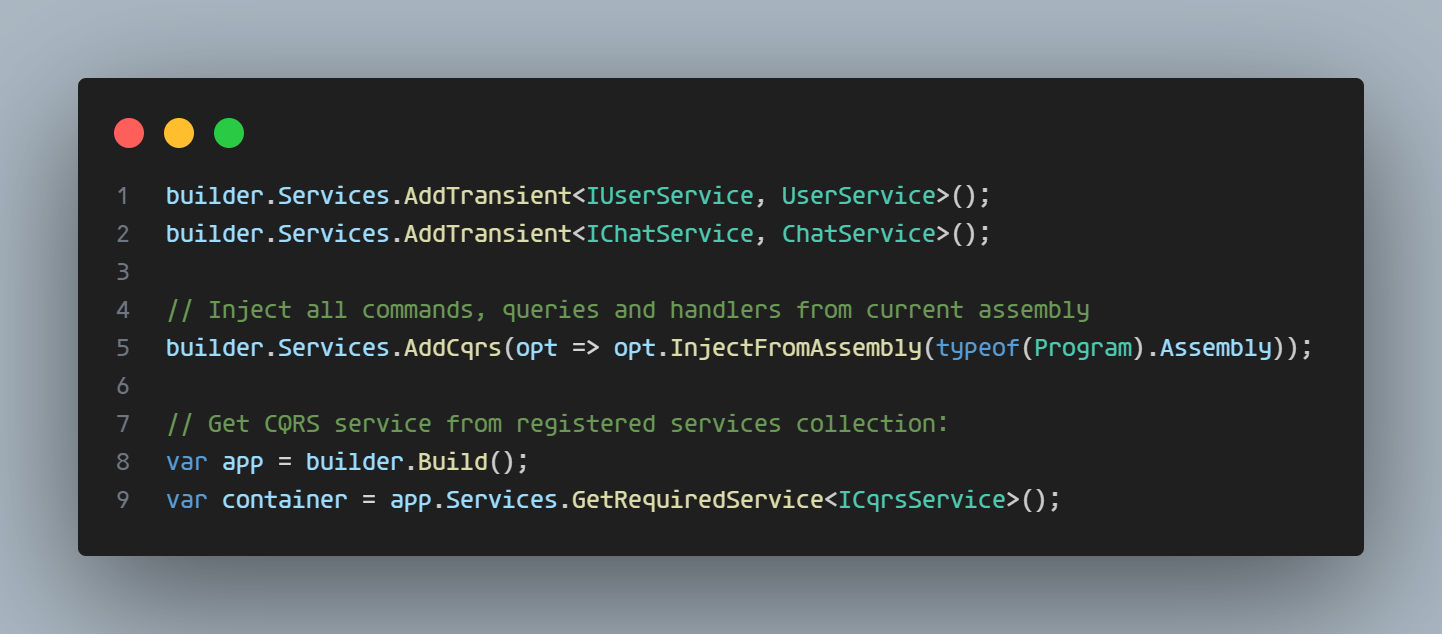 1 builder.Services.AddTransient<IUserService, UserService>();
2 builder.Services.AddTransient<IChatService, ChatService>();
3
4 // Inject all commands, queries and handlers from current assembly
5 builder.Services.AddCqrs(opt => opt.InjectFromAssembly(typeof(Program).Assembly));
6
7 // Get CQRS service from registered services collection:
8 var app = builder.Build();
9 var container = app.Services.GetRequiredService<ICqrsService>();